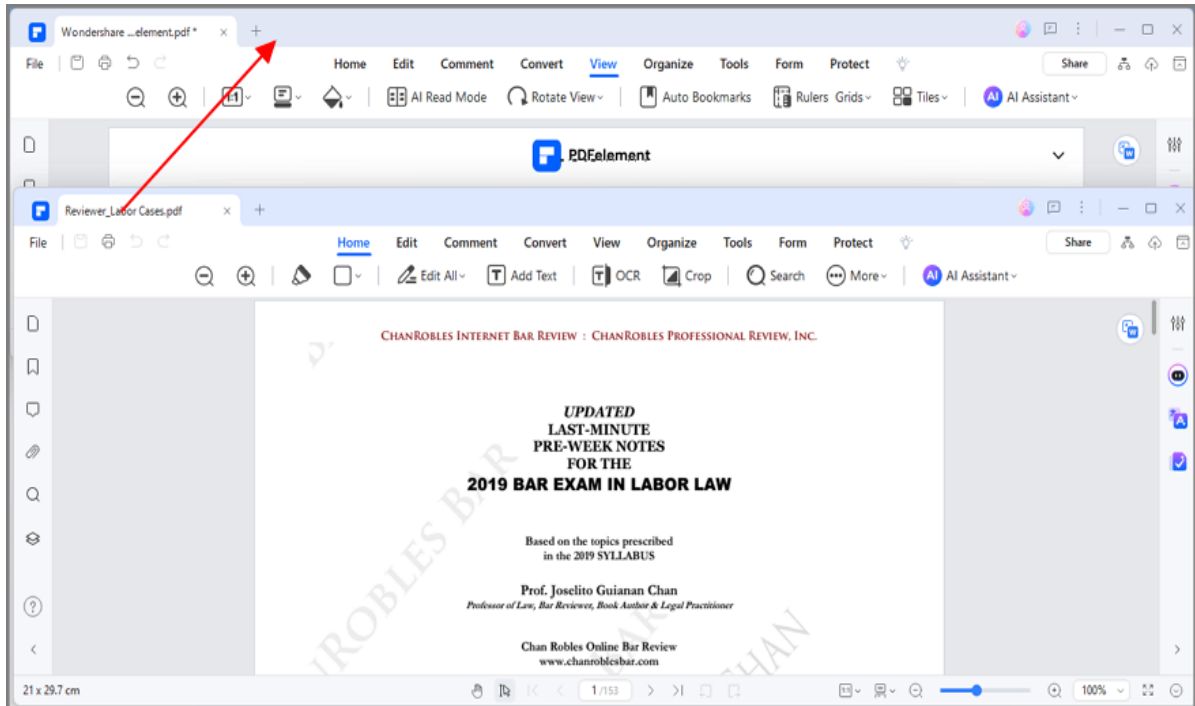 Wondershare ...element.pdf *
File Home Edit Comment Convert View Organize Tools Form Protect Share
1:1 AI Read Mode Rotate View Auto Bookmarks Rulers Grids Tiles AI AI Assistant
PDFelement
Reviewer_Labor Cases.pdf
File Home Edit Comment Convert View Organize Tools Form Protect Share
Edit All T Add Text T OCR Crop Search More AI AI Assistant
CHANROBLES INTERNET BAR REVIEW : CHANROBLES PROFESSIONAL REVIEW, INC.
UPDATED
LAST-MINUTE
PRE-WEEK NOTES
FOR THE
2019 BAR EXAM IN LABOR LAW
Based on the topics prescribed
in the 2019 SYLLABUS
Prof. Joselito Guianan Chan
Professor of Law, Bar Reviewer, Book Author & Legal Practitioner
Chan Robles Online Bar Review
www.chanroblesbar.com
21 x 29.7 cm 1 /153 100%